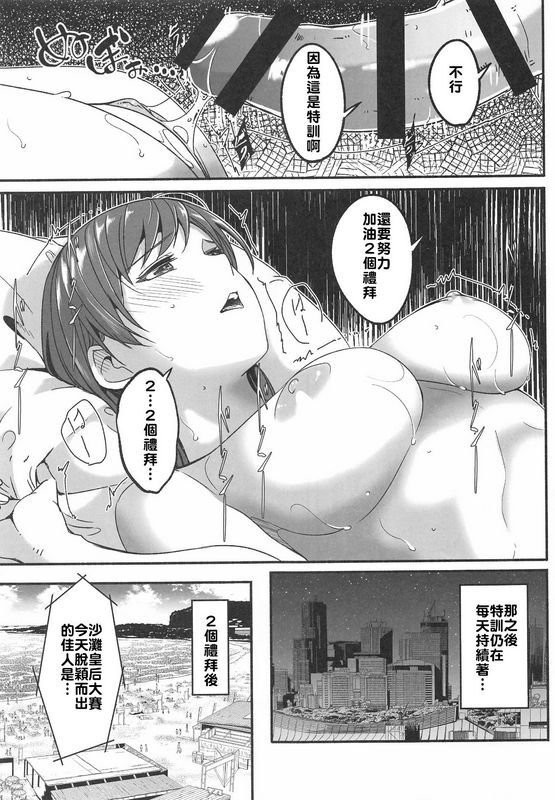 不行
因為這是特訓啊
還要努力
加油２個禮拜
２…２個禮拜…
那之後
特訓仍在
每天持續著…
２個禮拜後
沙灘皇后大賽
今天脫穎而出
的佳人是…